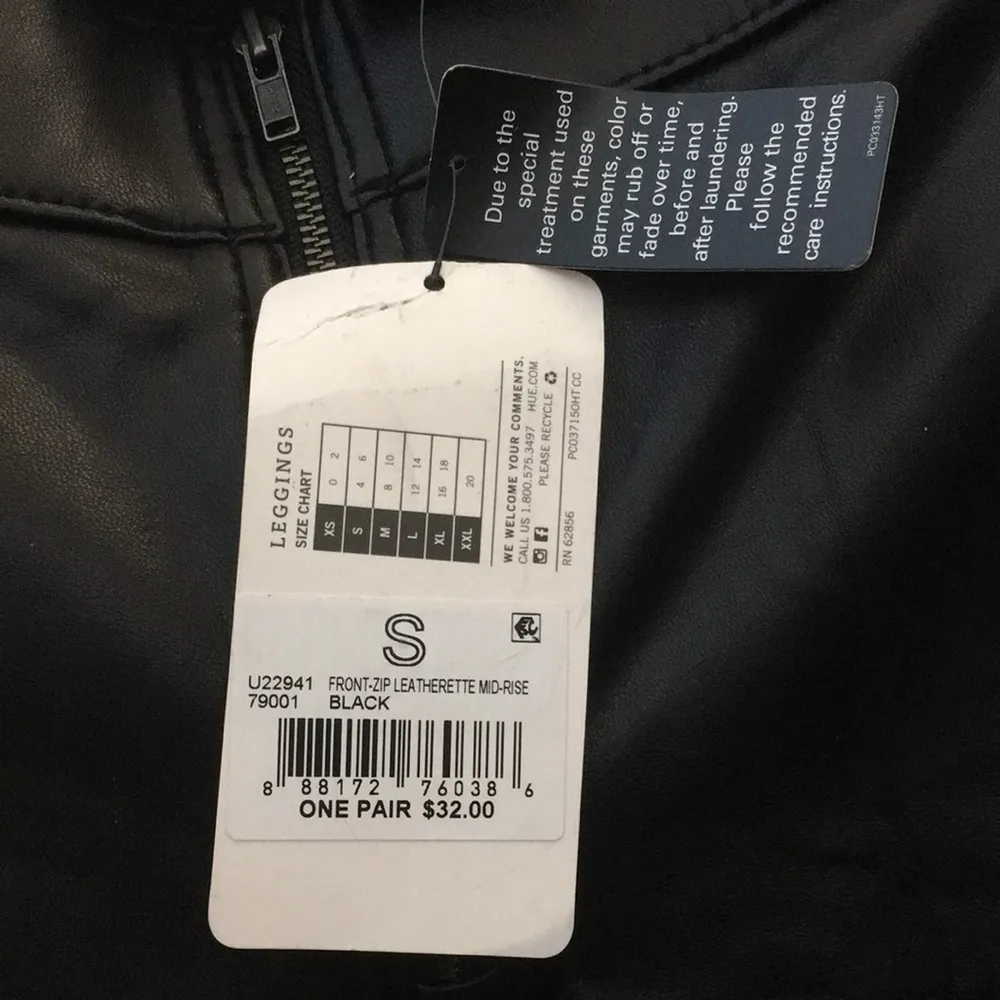 Due to the
special
treatment used
on these
garments, color
may rub off or
fade over time,
before and
after laundering.
Please
follow the
recommended
care instructions.
PC033143HT
LEGGINGS
SIZE CHART
XS 0 2
S 4 6
M 8 10
L 12 14
XL 16 18
XXL 20
WE WELCOME YOUR COMMENTS.
CALL US 1.800.575.3497 HUE.COM
PLEASE RECYCLE
RN 62856 PC037150HT CC
S
U22941 FRONT-ZIP LEATHERETTE MID-RISE
79001 BLACK
8 88172 76038 6
ONE PAIR $32.00